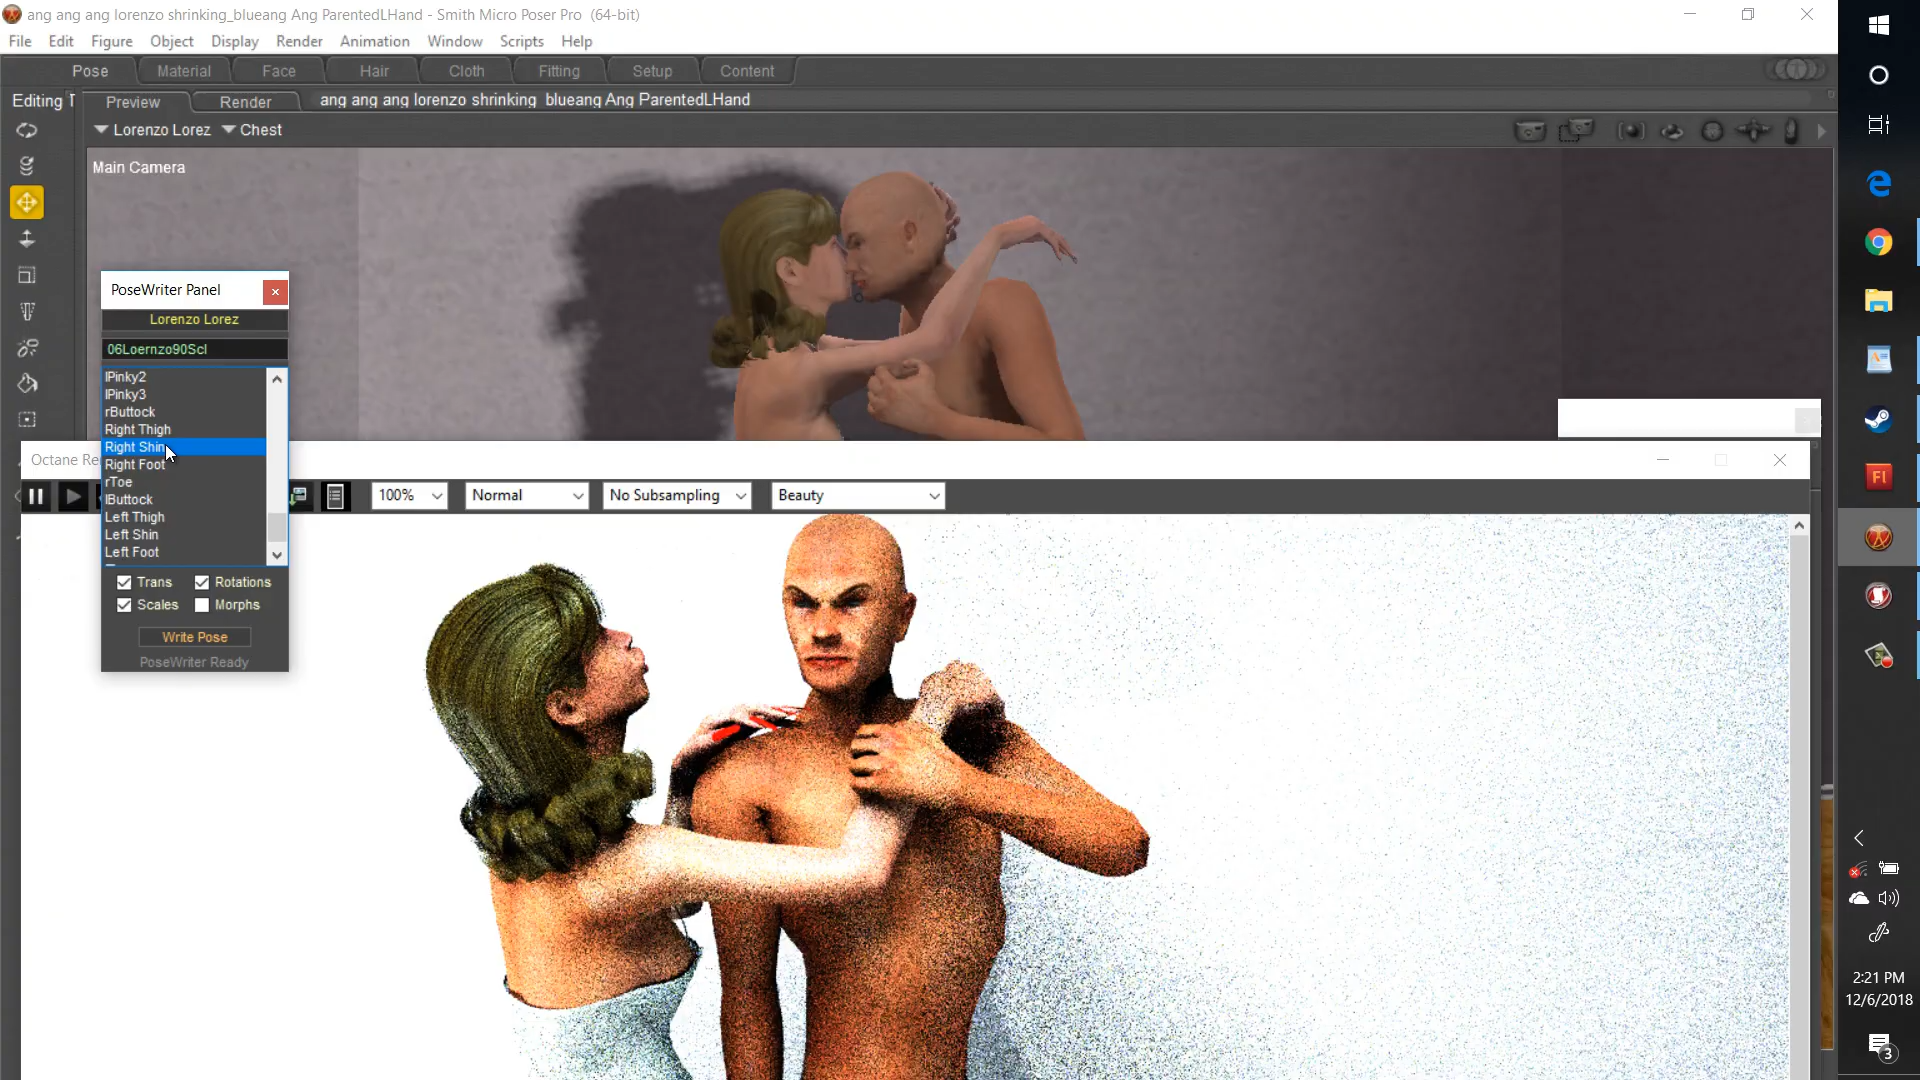 ang ang ang lorenzo shrinking_blueang Ang ParentedLHand - Smith Micro Poser Pro (64-bit)
File Edit Figure Object Display Render Animation Window Scripts Help
Pose Material Face Hair Cloth Fitting Setup Content
Editing
Preview Render ang ang ang lorenzo shrinking_blueang Ang ParentedLHand
Lorenzo Lorez Chest
Main Camera
PoseWriter Panel
Lorenzo Lorez
06Loernzo90Scl
lPinky2
lPinky3
rButtock
Right Thigh
Right Shin
Right Foot
rToe
lButtock
Left Thigh
Left Shin
Left Foot
Trans Rotations
Scales Morphs
Write Pose
PoseWriter Ready
Octane
100% Normal No Subsampling Beauty
Fl
2:21 PM
12/6/2018
3